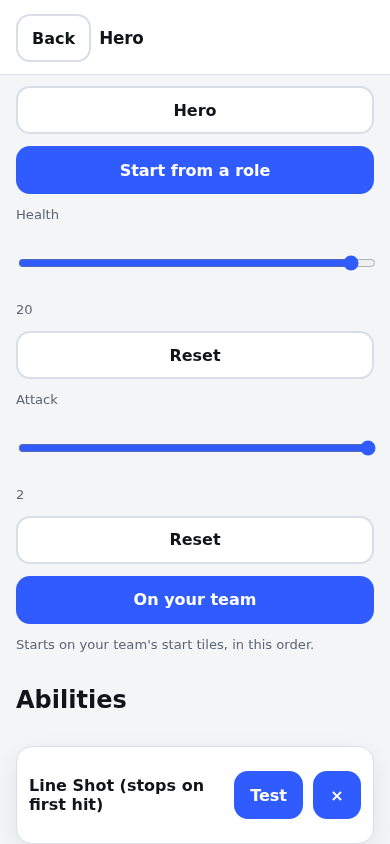 Back Hero
Hero
Start from a role
Health
20
Reset
Attack
2
Reset
On your team
Starts on your team's start tiles, in this order.
Abilities
Line Shot (stops on
first hit)
Test ×